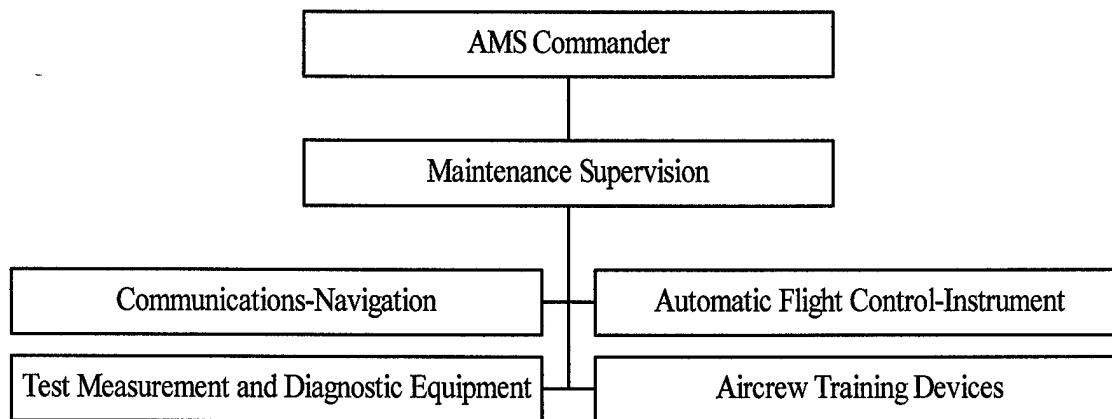 AMS Commander
Maintenance Supervision
Communications-Navigation
Automatic Flight Control-Instrument
Test Measurement and Diagnostic Equipment
Aircrew Training Devices